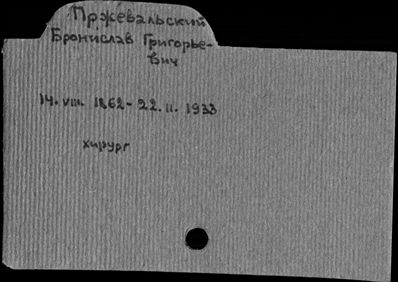 Пржевальский
Бронислав Григорье-
вич
14. VIII. 1862 - 22. II. 1933
хирург